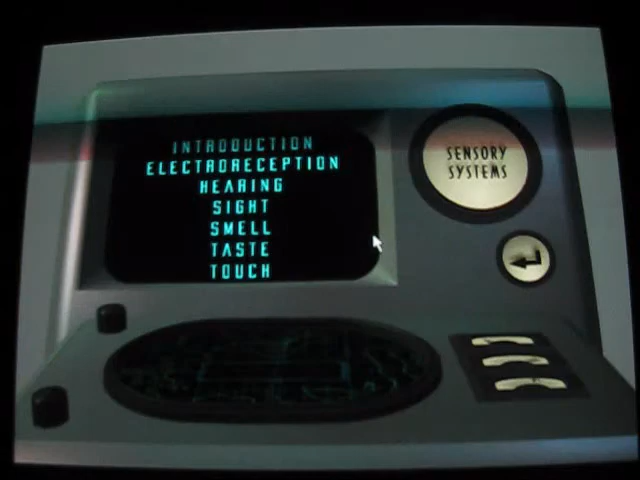 INTRODUCTION
ELECTRORECEPTION
HEARING
SIGHT
SMELL
TASTE
TOUCH
SENSORY
SYSTEMS